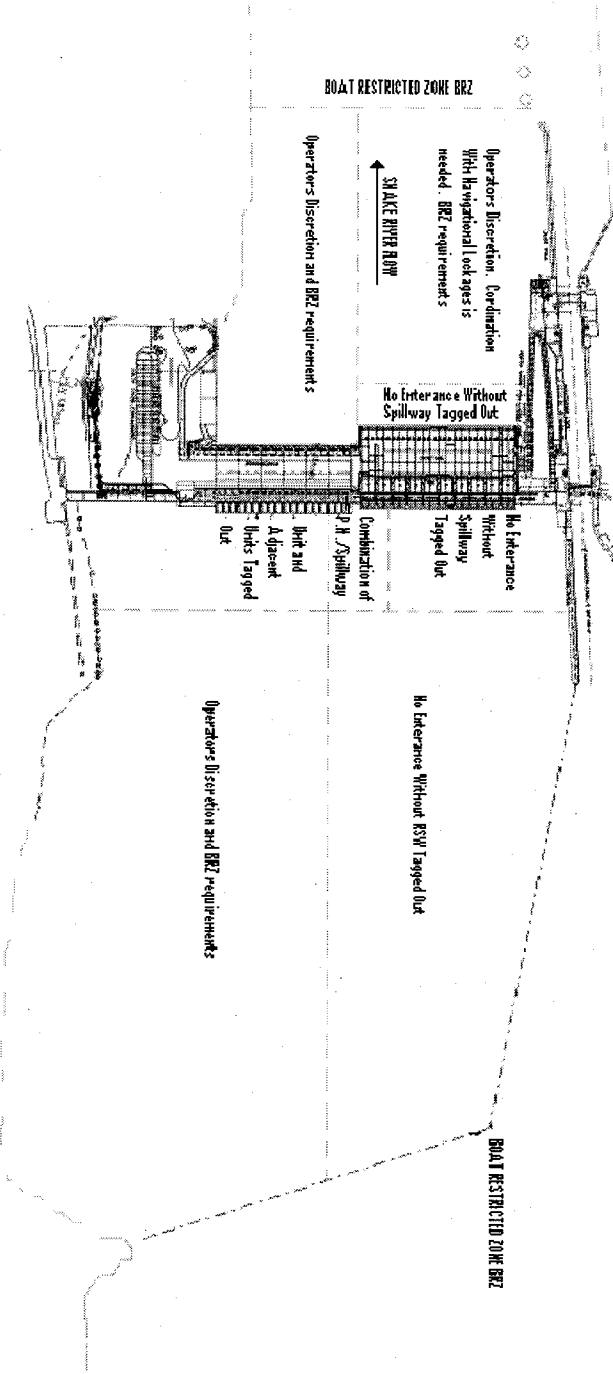 BOAT RESTRICTED ZONE BRZ
Operators Discretion. Cordination
With Navigational Lockages is
needed. BRZ requirements
SNAKE RIVER FLOW
Operators Discretion and BRZ requirements
No Enterance Without
Spillway Tagged Out
No Enterance
Without
Spillway
Tagged Out
Combination of
P.H./Spillway
Unit and
Adjacent
Units Tagged
Out
No Enterance Without RSW Tagged Out
Operators Discretion and BRZ requirements
BOAT RESTRICTED ZONE BRZ